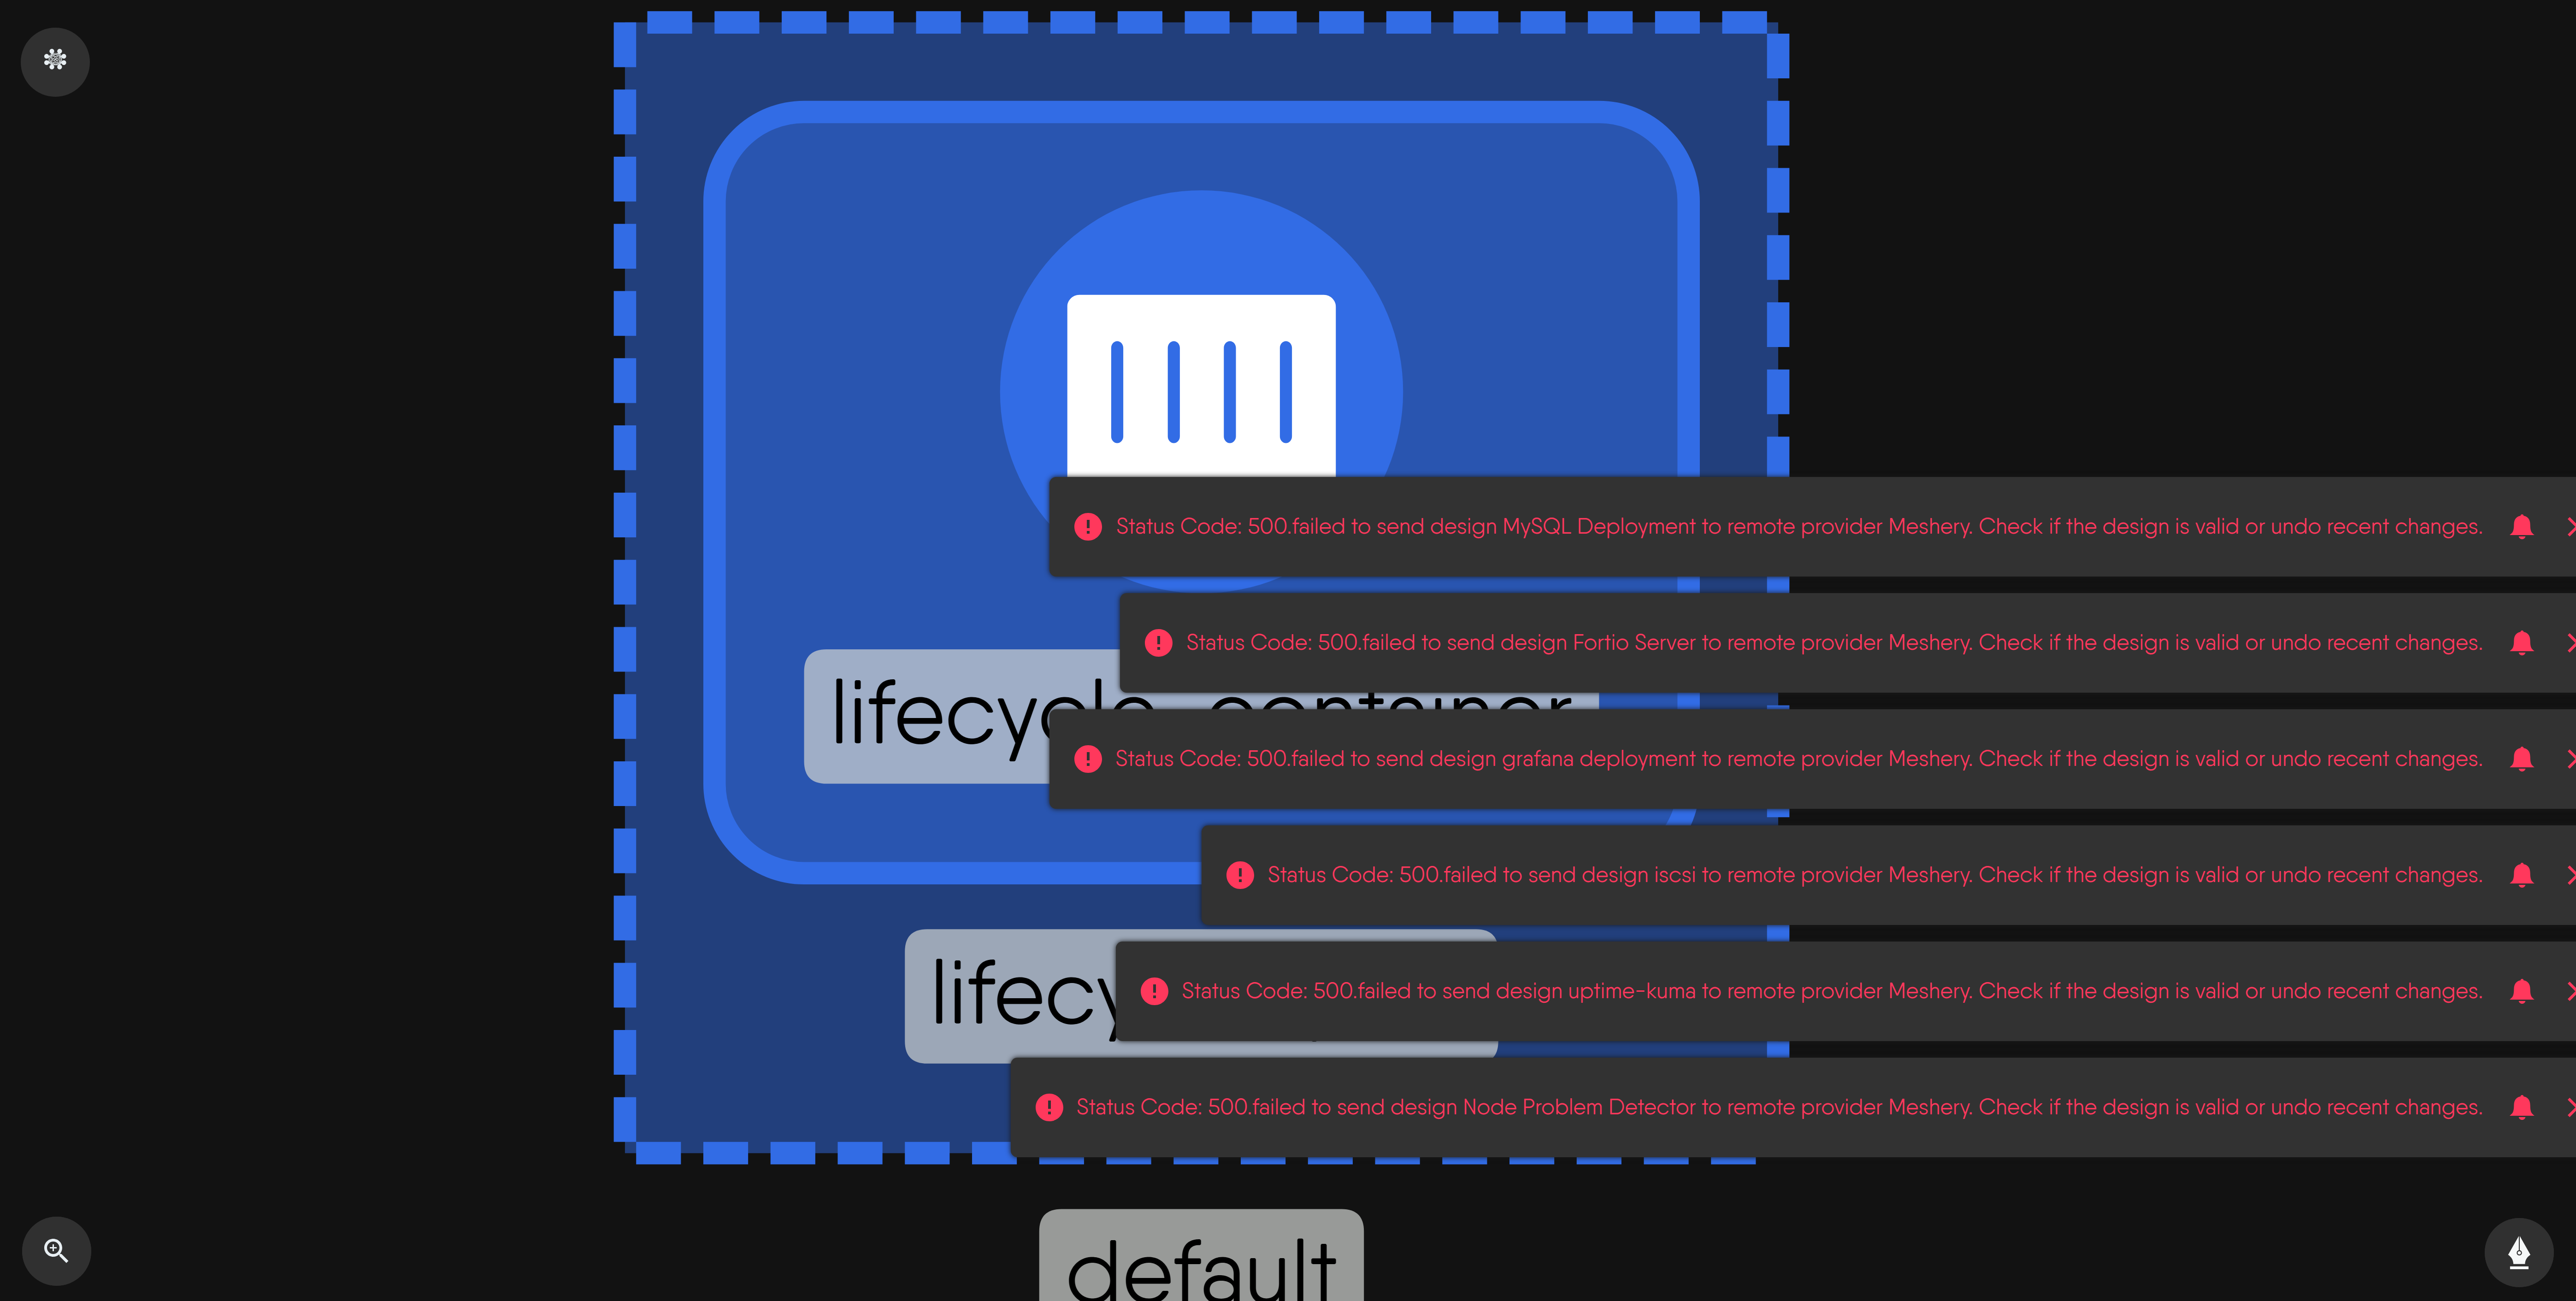 Status Code: 500.failed to send design MySQL Deployment to remote provider Meshery. Check if the design is valid or undo recent changes.
Status Code: 500.failed to send design Fortio Server to remote provider Meshery. Check if the design is valid or undo recent changes.
lifecycle container
Status Code: 500.failed to send design grafana deployment to remote provider Meshery. Check if the design is valid or undo recent changes.
Status Code: 500.failed to send design iscsi to remote provider Meshery. Check if the design is valid or undo recent changes.
Status Code: 500.failed to send design uptime-kuma to remote provider Meshery. Check if the design is valid or undo recent changes.
Status Code: 500.failed to send design Node Problem Detector to remote provider Meshery. Check if the design is valid or undo recent changes.
default